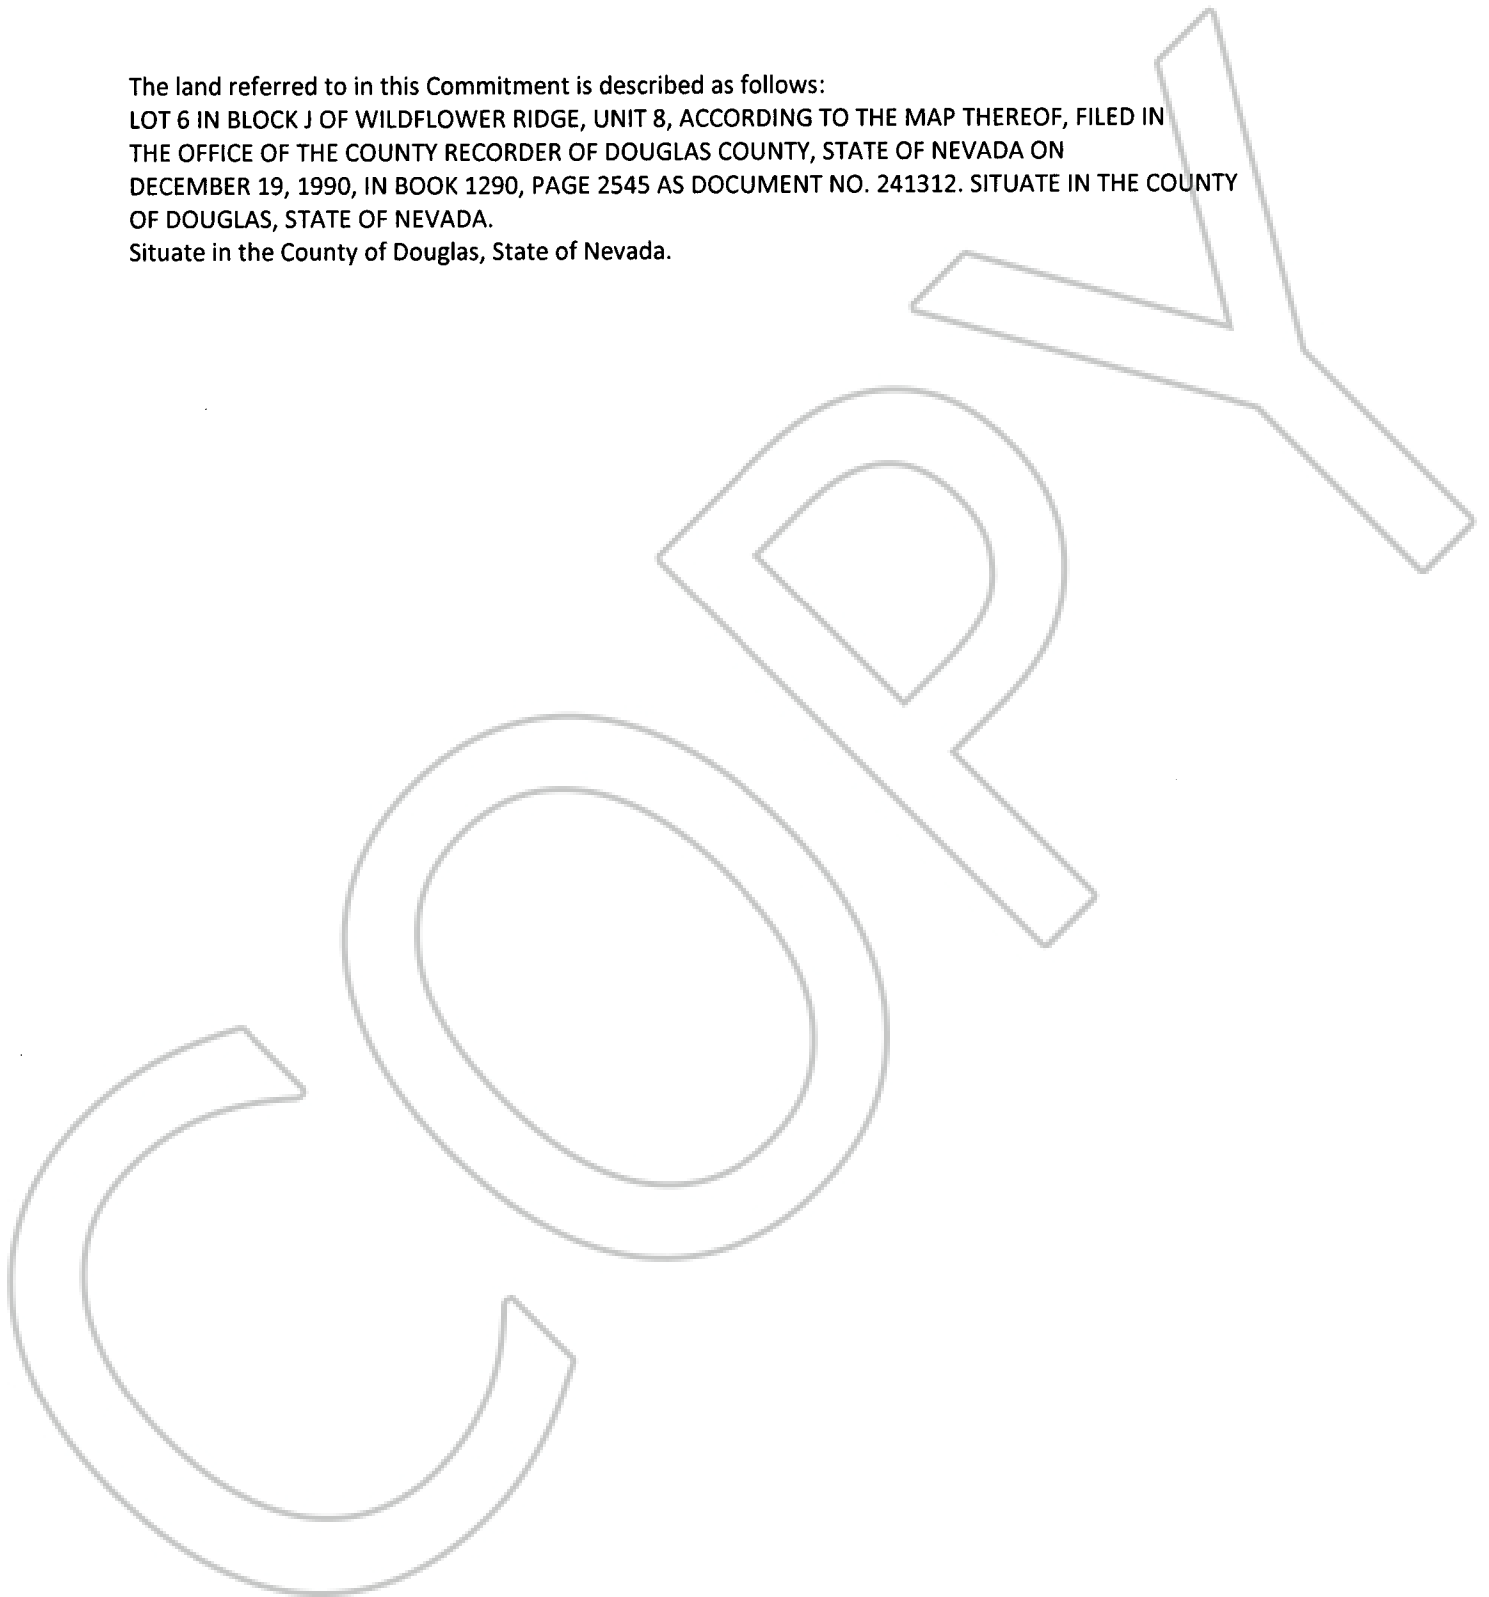 The land referred to in this Commitment is described as follows:
LOT 6 IN BLOCK J OF WILDFLOWER RIDGE, UNIT 8, ACCORDING TO THE MAP THEREOF, FILED IN
THE OFFICE OF THE COUNTY RECORDER OF DOUGLAS COUNTY, STATE OF NEVADA ON
DECEMBER 19, 1990, IN BOOK 1290, PAGE 2545 AS DOCUMENT NO. 241312. SITUATE IN THE COUNTY
OF DOUGLAS, STATE OF NEVADA.
Situate in the County of Douglas, State of Nevada.
COPY